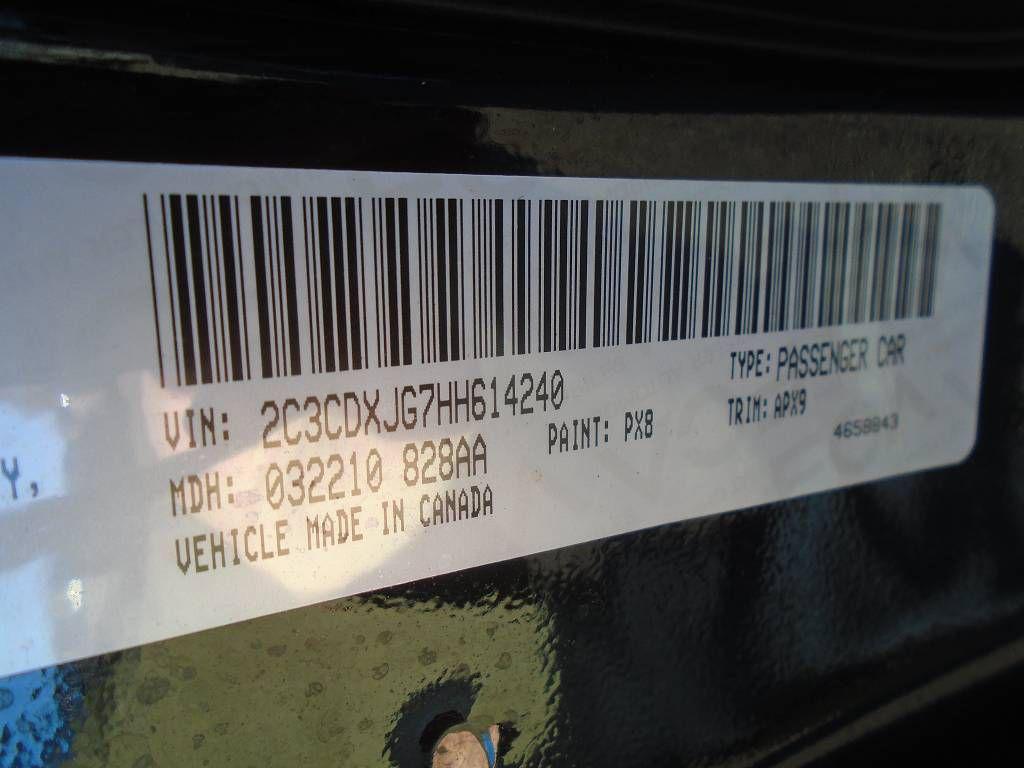 VIN: 2C3CDXJG7HH614240
TYPE: PASSENGER CAR
MDH: 032210 828AA
PAINT: PX8
TRIM: APX9
VEHICLE MADE IN CANADA
4658843
Y,